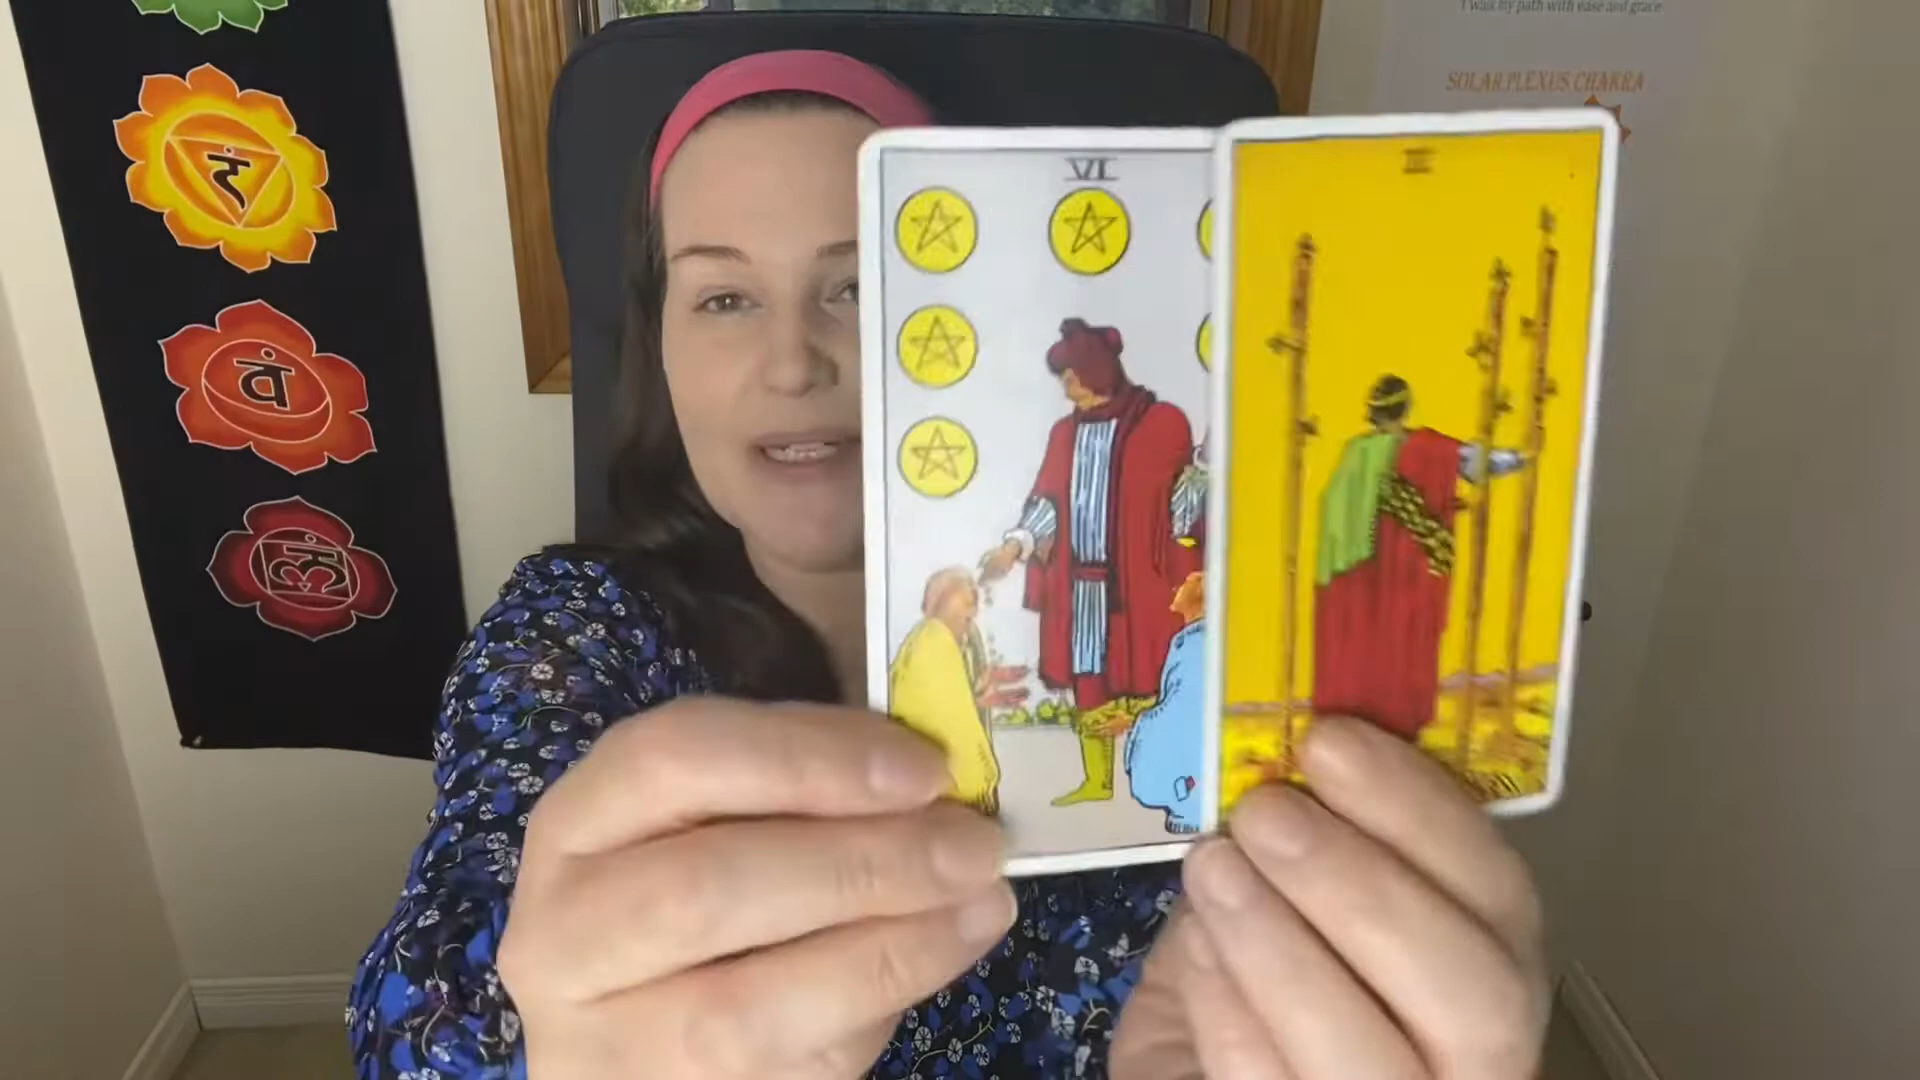 I walk my path with ease and grace
SOLAR PLEXUS CHAKRA
रं
वं
लं
VI
III